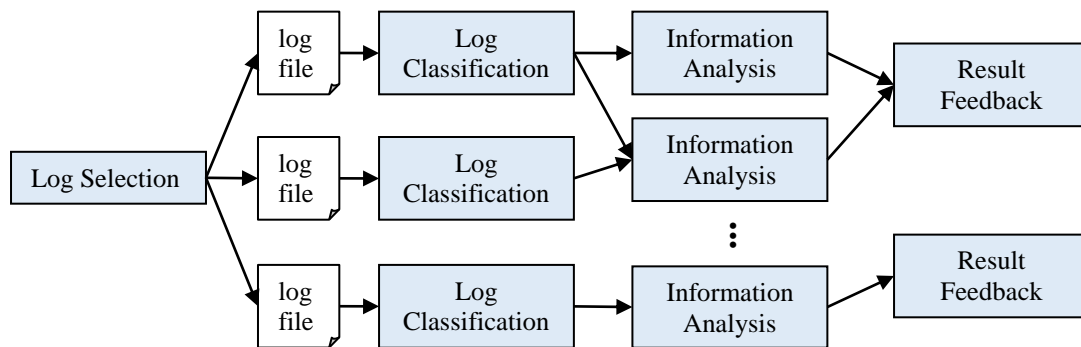 log
file
Log
Classification
Information
Analysis
Result
Feedback
Log Selection
log
file
Log
Classification
Information
Analysis
log
file
Log
Classification
Information
Analysis
Result
Feedback